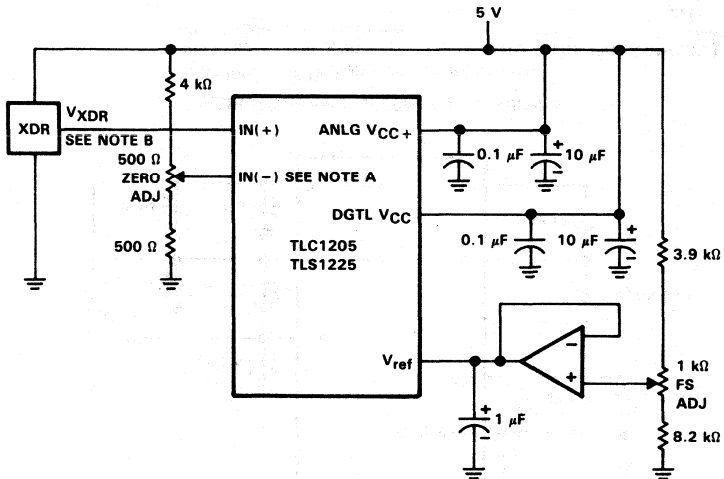 5 V
4 kΩ
XDR
VXDR
SEE NOTE B
500 Ω
ZERO
ADJ
500 Ω
IN(+)
ANLG VCC+
IN(−) SEE NOTE A
DGTL VCC
TLC1205
TLS1225
Vref
0.1 μF
+
10 μF
−
0.1 μF
10 μF
+
−
3.9 kΩ
−
+
1 kΩ
FS
ADJ
+
1 μF
−
8.2 kΩ